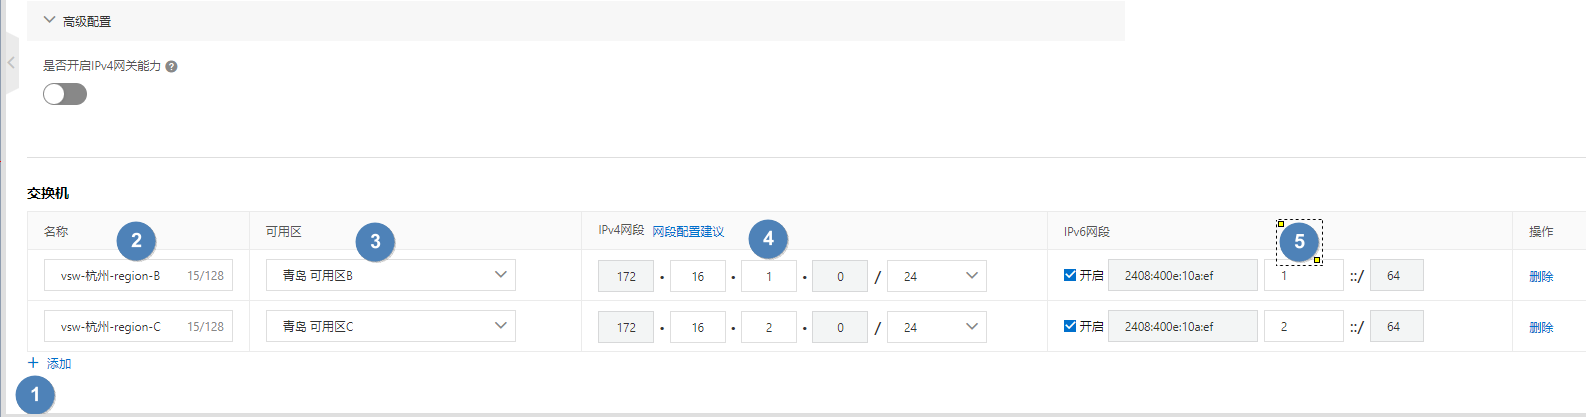 高级配置
是否开启IPv4网关能力 ?
交换机
名称 2 可用区 3 IPv4网段 网段配置建议 4 IPv6网段 5 操作
vsw-杭州-region-B 15/128 青岛 可用区B 172 · 16 · 1 · 0 / 24 开启 2408:400e:10a:ef 1 ::/ 64 删除
vsw-杭州-region-C 15/128 青岛 可用区C 172 · 16 · 2 · 0 / 24 开启 2408:400e:10a:ef 2 ::/ 64 删除
+ 添加
1